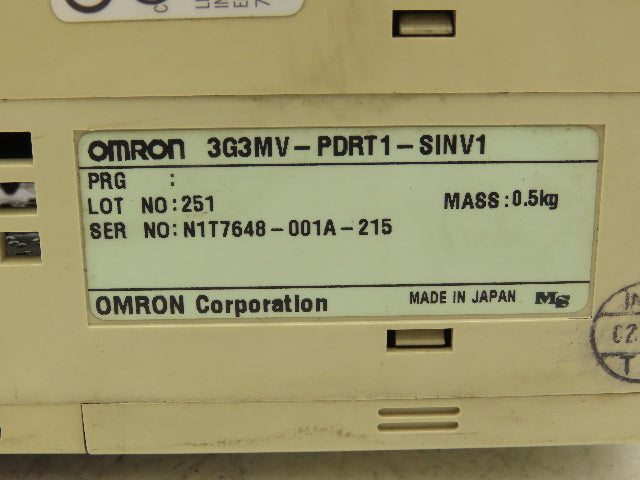 OMRON 3G3MV-PDRT1-SINV1
PRG :
LOT NO:251 MASS:0.5kg
SER NO:N1T7648-001A-215
OMRON Corporation MADE IN JAPAN MS